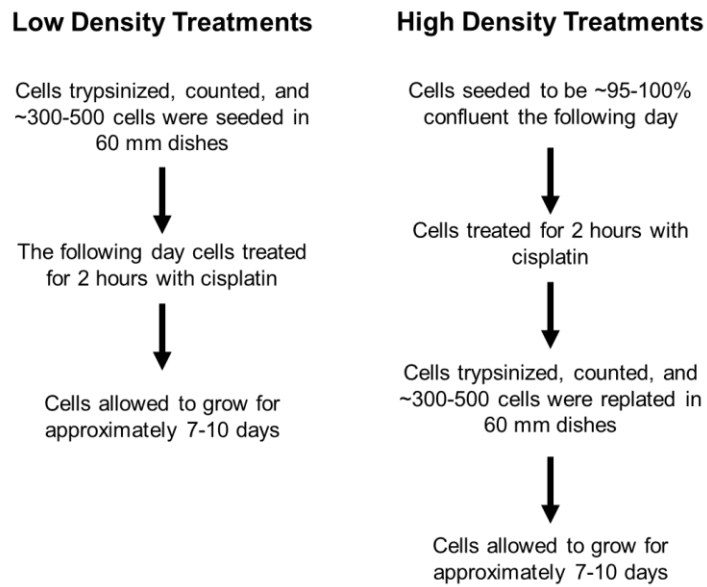 Low Density Treatments
Cells trypsinized, counted, and
~300-500 cells were seeded in
60 mm dishes
The following day cells treated
for 2 hours with cisplatin
Cells allowed to grow for
approximately 7-10 days
High Density Treatments
Cells seeded to be ~95-100%
confluent the following day
Cells treated for 2 hours with
cisplatin
Cells trypsinized, counted, and
~300-500 cells were replated in
60 mm dishes
Cells allowed to grow for
approximately 7-10 days